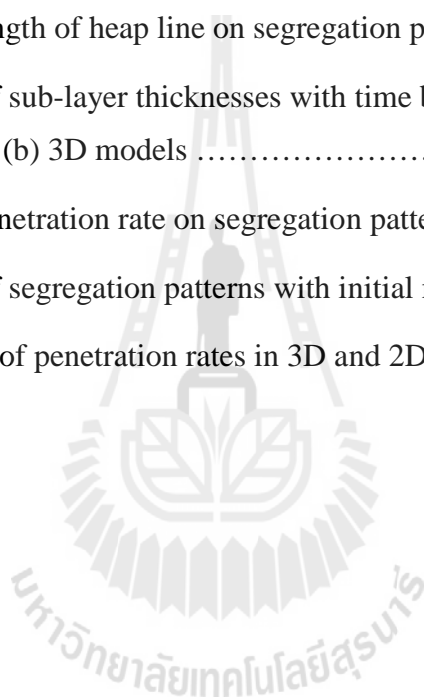 ngth of heap line on segregation p
f sub-layer thicknesses with time b
(b) 3D models ……………………
netration rate on segregation patte
f segregation patterns with initial
of penetration rates in 3D and 2D
มหาวิทยาลัยเทคโนโลยีสุรนารี